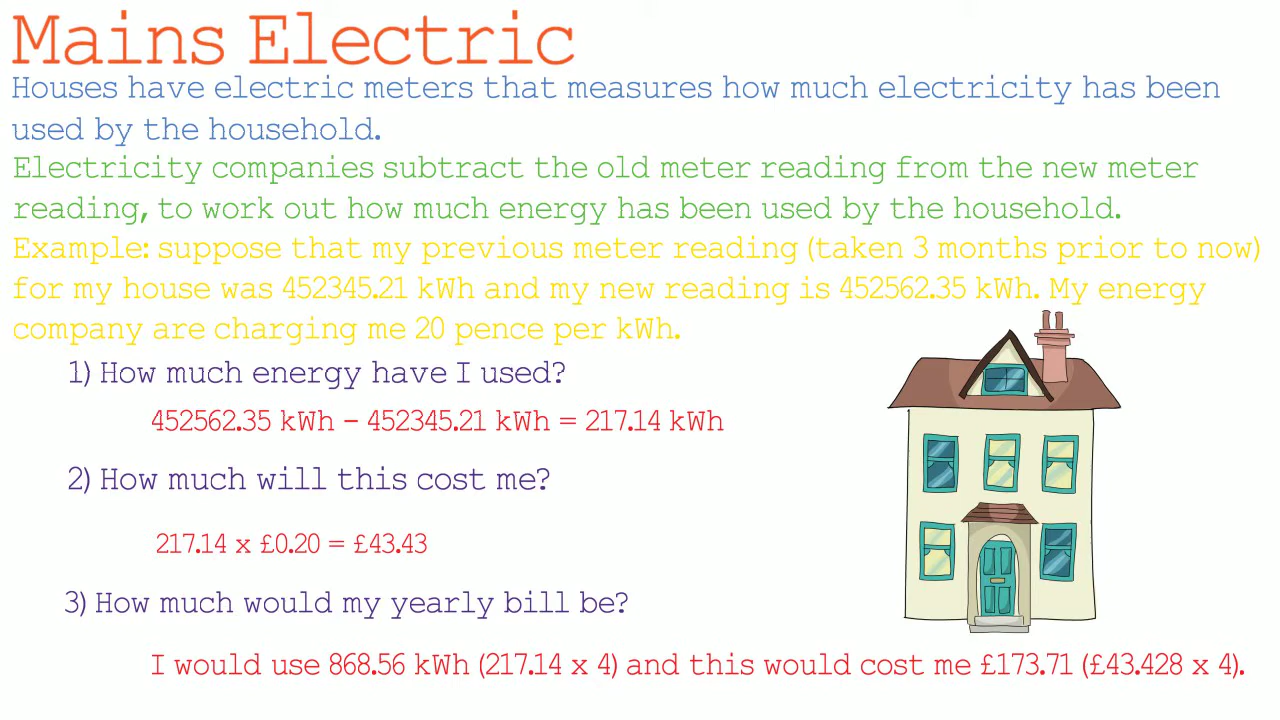 Mains Electric
Houses have electric meters that measures how much electricity has been
used by the household.
Electricity companies subtract the old meter reading from the new meter
reading, to work out how much energy has been used by the household.
Example: suppose that my previous meter reading (taken 3 months prior to now)
for my house was 452345.21 kWh and my new reading is 452562.35 kWh. My energy
company are charging me 20 pence per kWh.
1) How much energy have I used?
452562.35 kWh – 452345.21 kWh = 217.14 kWh
2) How much will this cost me?
217.14 x £0.20 = £43.43
3) How much would my yearly bill be?
I would use 868.56 kWh (217.14 x 4) and this would cost me £173.71 (£43.428 x 4).